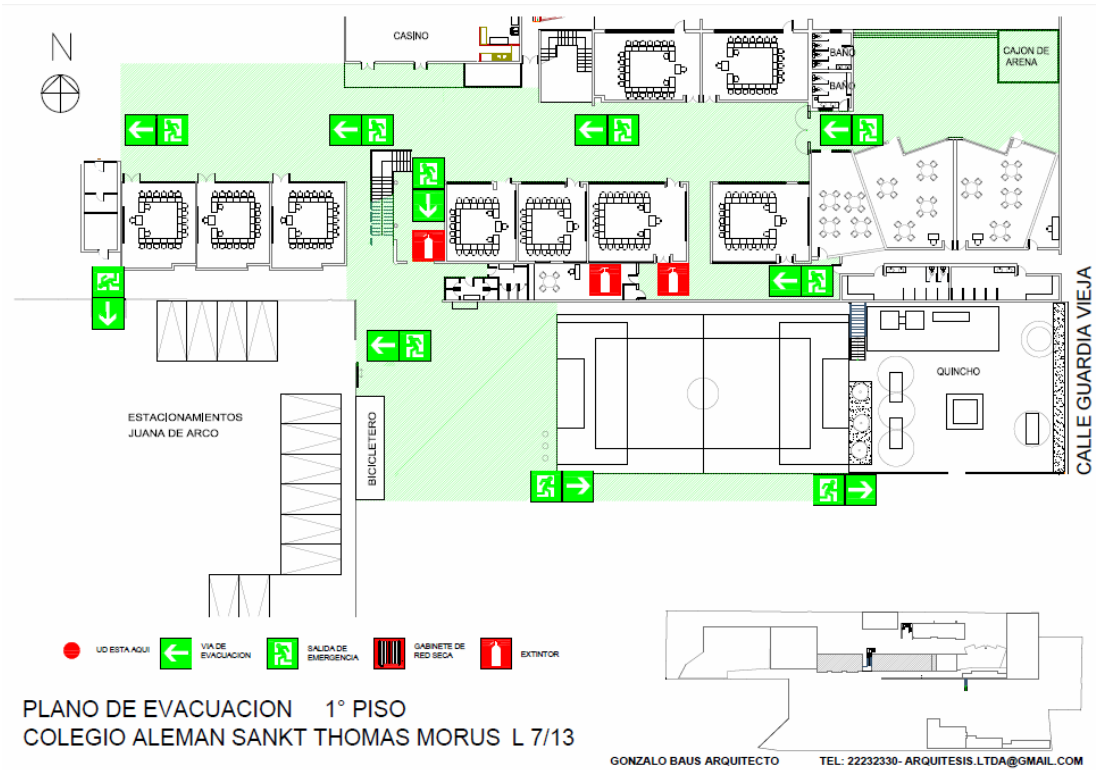 N
CASINO
BAÑO
CAJON DE
ARENA
BAÑO
CALLE GUARDIA VIEJA
QUINCHO
ESTACIONAMIENTOS
JUANA DE ARCO
BICICLETERO
UD ESTA AQUI
VIA DE
EVACUACION
SALIDA DE
EMERGENCIA
GABINETE DE
RED SECA
EXTINTOR
PLANO DE EVACUACION 1° PISO
COLEGIO ALEMAN SANKT THOMAS MORUS L 7/13
GONZALO BAUS ARQUITECTO TEL: 22232330- ARQUITESIS.LTDA@GMAIL.COM